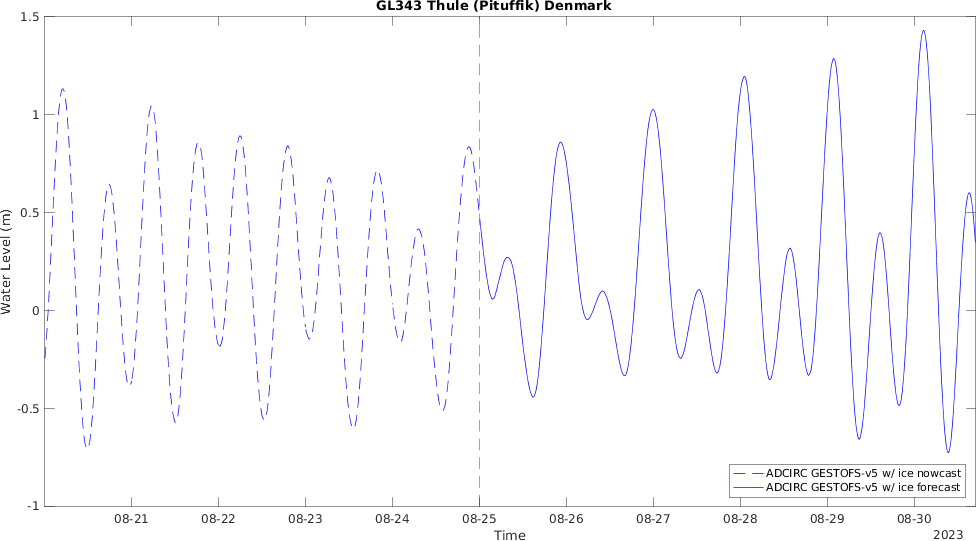 GL343 Thule (Pituffik) Denmark
1.5
1
0.5
0
-0.5
-1
Water Level (m)
ADCIRC GESTOFS-v5 w/ ice nowcast
ADCIRC GESTOFS-v5 w/ ice forecast
08-21 08-22 08-23 08-24 08-25 08-26 08-27 08-28 08-29 08-30
Time
2023